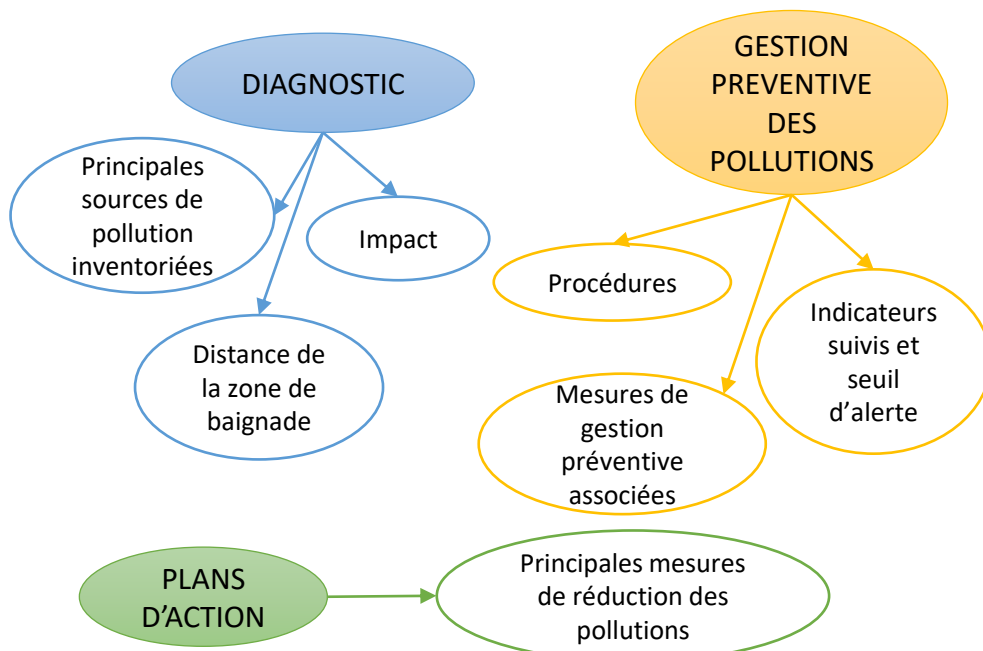 DIAGNOSTIC
Principales
sources de
pollution
inventoriées
Impact
Distance de
la zone de
baignade
GESTION
PREVENTIVE
DES
POLLUTIONS
Procédures
Mesures de
gestion
préventive
associées
Indicateurs
suivis et
seuil
d’alerte
PLANS
D’ACTION
Principales mesures
de réduction des
pollutions